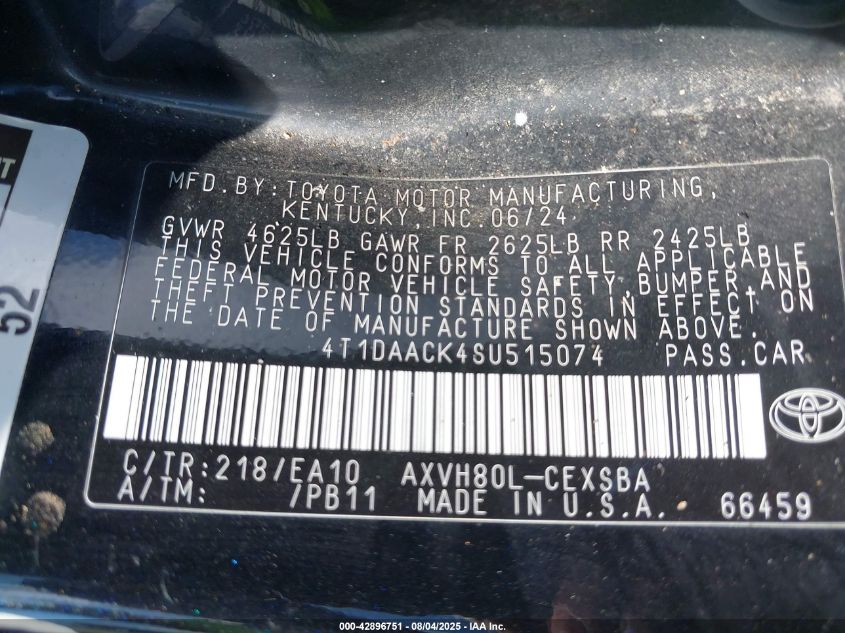 MFD. BY: TOYOTA MOTOR MANUFACTURING,
KENTUCKY, INC. 06/24
GVWR 4625LB GAWR FR 2625LB RR 2425LB
THIS VEHICLE CONFORMS TO ALL APPLICABLE
FEDERAL MOTOR VEHICLE SAFETY, BUMPER, AND
THEFT PREVENTION STANDARDS IN EFFECT ON
THE DATE OF MANUFACTURE SHOWN ABOVE.
4T1DAACK4SU515074 PASS. CAR
C/TR: 218/EA10 AXVH80L-CEXSBA
A/TM: /PB11 MADE IN U.S.A. 66459
52
000-42896751 - 08/04/2025 - IAA Inc.